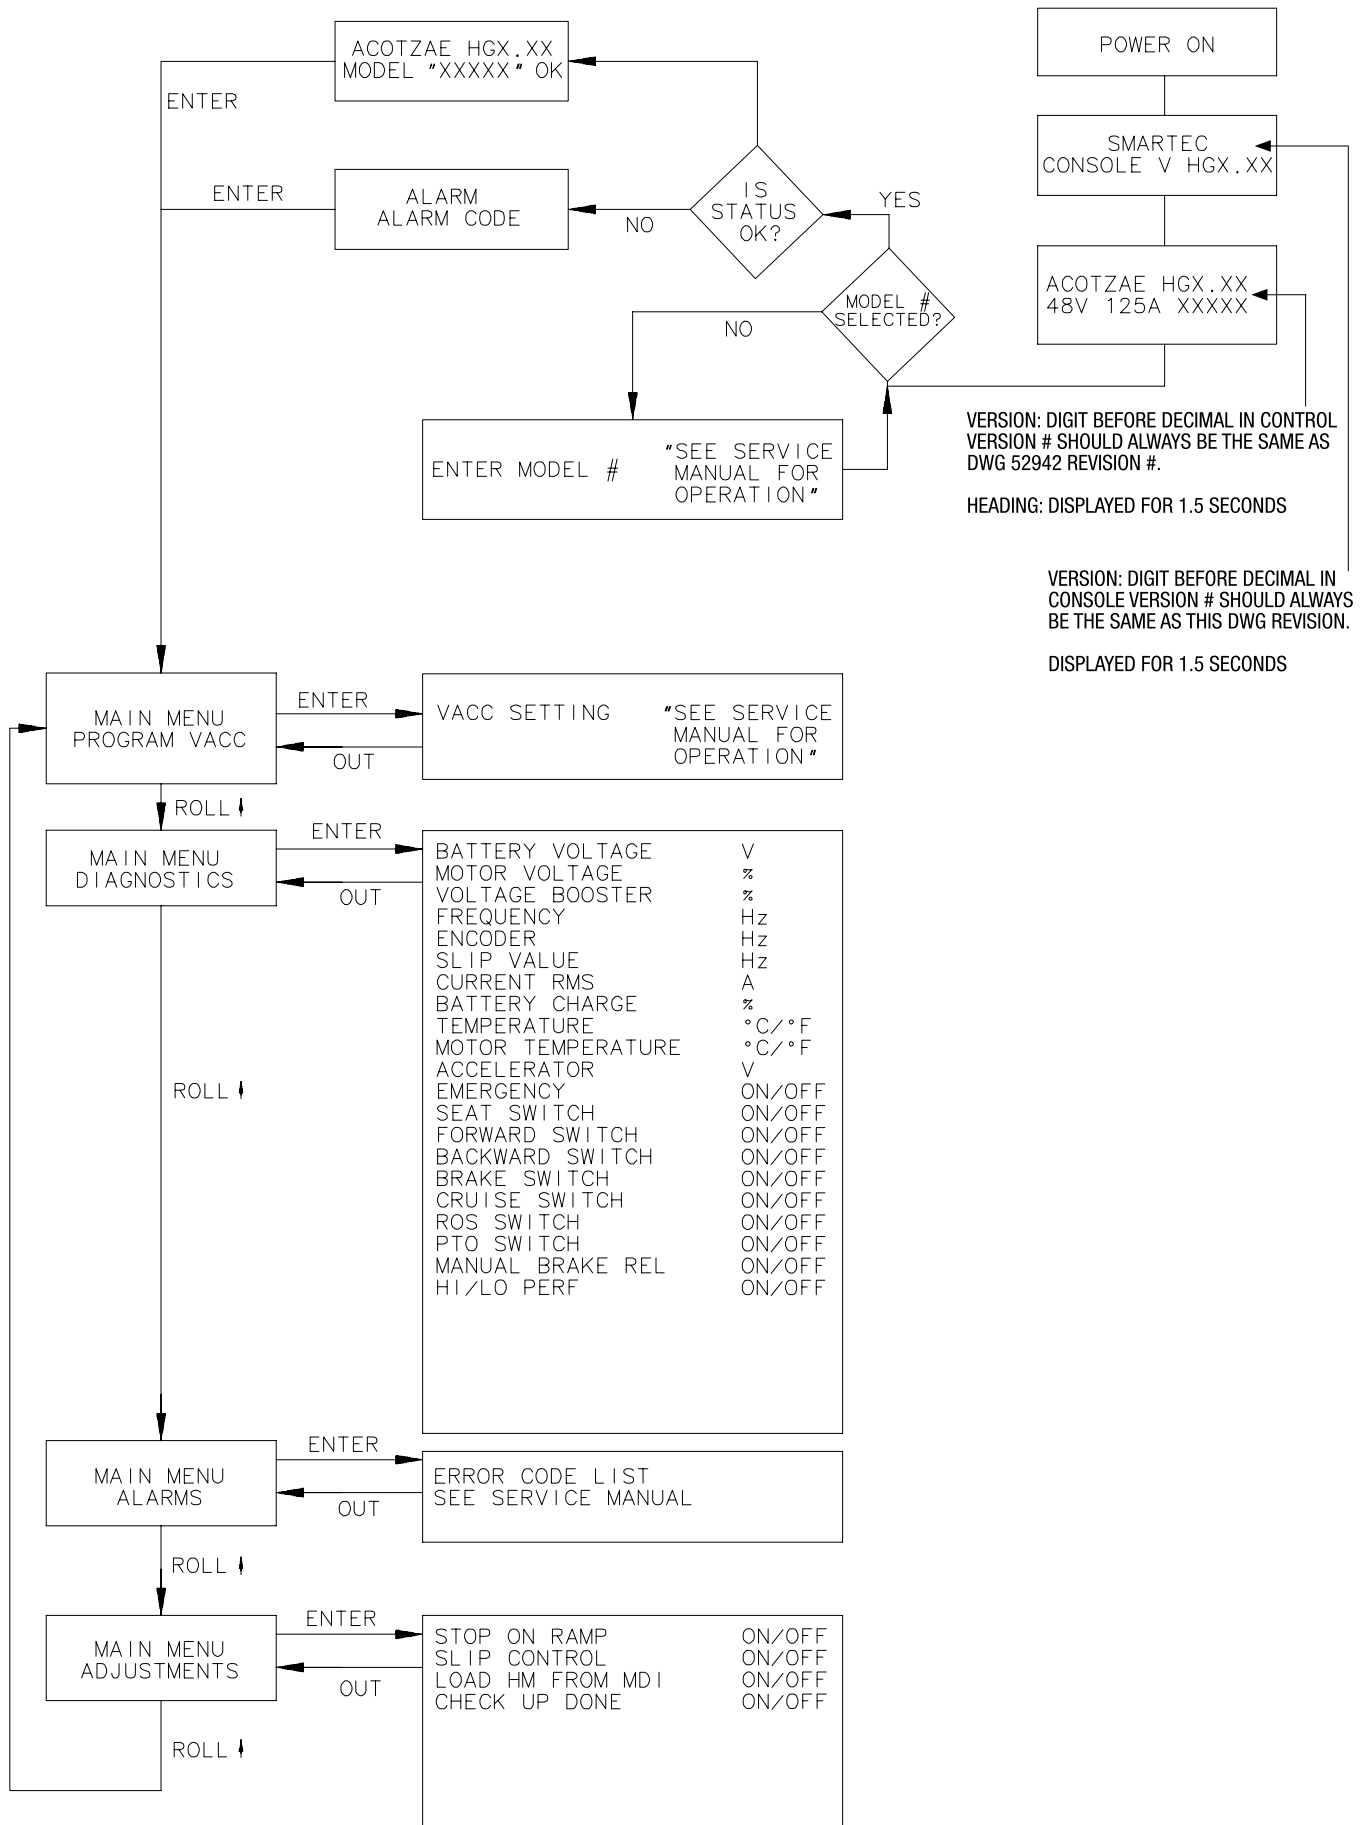 POWER ON
SMARTEC
CONSOLE V HGX.XX
ACOTZAE HGX.XX
48V 125A XXXXX
VERSION: DIGIT BEFORE DECIMAL IN CONTROL
VERSION # SHOULD ALWAYS BE THE SAME AS
DWG 52942 REVISION #.
HEADING: DISPLAYED FOR 1.5 SECONDS
VERSION: DIGIT BEFORE DECIMAL IN
CONSOLE VERSION # SHOULD ALWAYS
BE THE SAME AS THIS DWG REVISION.
DISPLAYED FOR 1.5 SECONDS
MODEL #
SELECTED?
YES
NO
ENTER MODEL # "SEE SERVICE
MANUAL FOR
OPERATION"
IS
STATUS
OK?
NO
ACOTZAE HGX.XX
MODEL "XXXXX" OK
ENTER
ALARM
ALARM CODE
ENTER
MAIN MENU
PROGRAM VACC
ENTER
OUT
VACC SETTING "SEE SERVICE
MANUAL FOR
OPERATION"
ROLL
MAIN MENU
DIAGNOSTICS
ENTER
OUT
BATTERY VOLTAGE V
MOTOR VOLTAGE %
VOLTAGE BOOSTER %
FREQUENCY Hz
ENCODER Hz
SLIP VALUE Hz
CURRENT RMS A
BATTERY CHARGE %
TEMPERATURE °C/°F
MOTOR TEMPERATURE °C/°F
ACCELERATOR V
EMERGENCY ON/OFF
SEAT SWITCH ON/OFF
FORWARD SWITCH ON/OFF
BACKWARD SWITCH ON/OFF
BRAKE SWITCH ON/OFF
CRUISE SWITCH ON/OFF
ROS SWITCH ON/OFF
PTO SWITCH ON/OFF
MANUAL BRAKE REL ON/OFF
HI/LO PERF ON/OFF
ROLL
MAIN MENU
ALARMS
ENTER
OUT
ERROR CODE LIST
SEE SERVICE MANUAL
ROLL
MAIN MENU
ADJUSTMENTS
ENTER
OUT
STOP ON RAMP ON/OFF
SLIP CONTROL ON/OFF
LOAD HM FROM MDI ON/OFF
CHECK UP DONE ON/OFF
ROLL